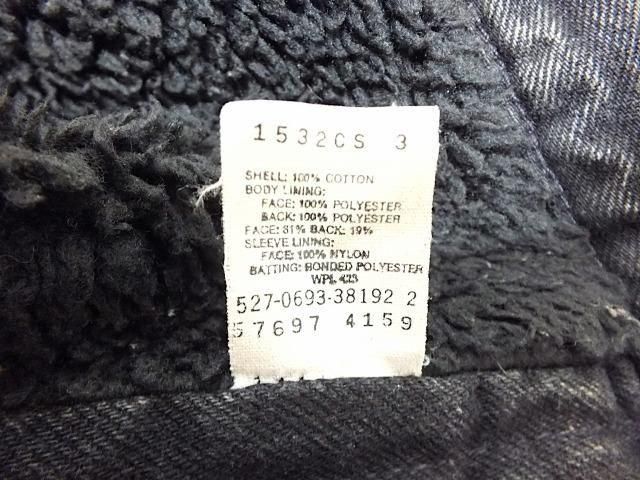 1532CS 3
SHELL: 100% COTTON
BODY LINING:
FACE: 100% POLYESTER
BACK: 100% POLYESTER
FACE: 81% BACK: 19%
SLEEVE LINING:
FACE: 100% NYLON
BATTING: BONDED POLYESTER
WPL 423
527-0693-38192 2
57697 4159